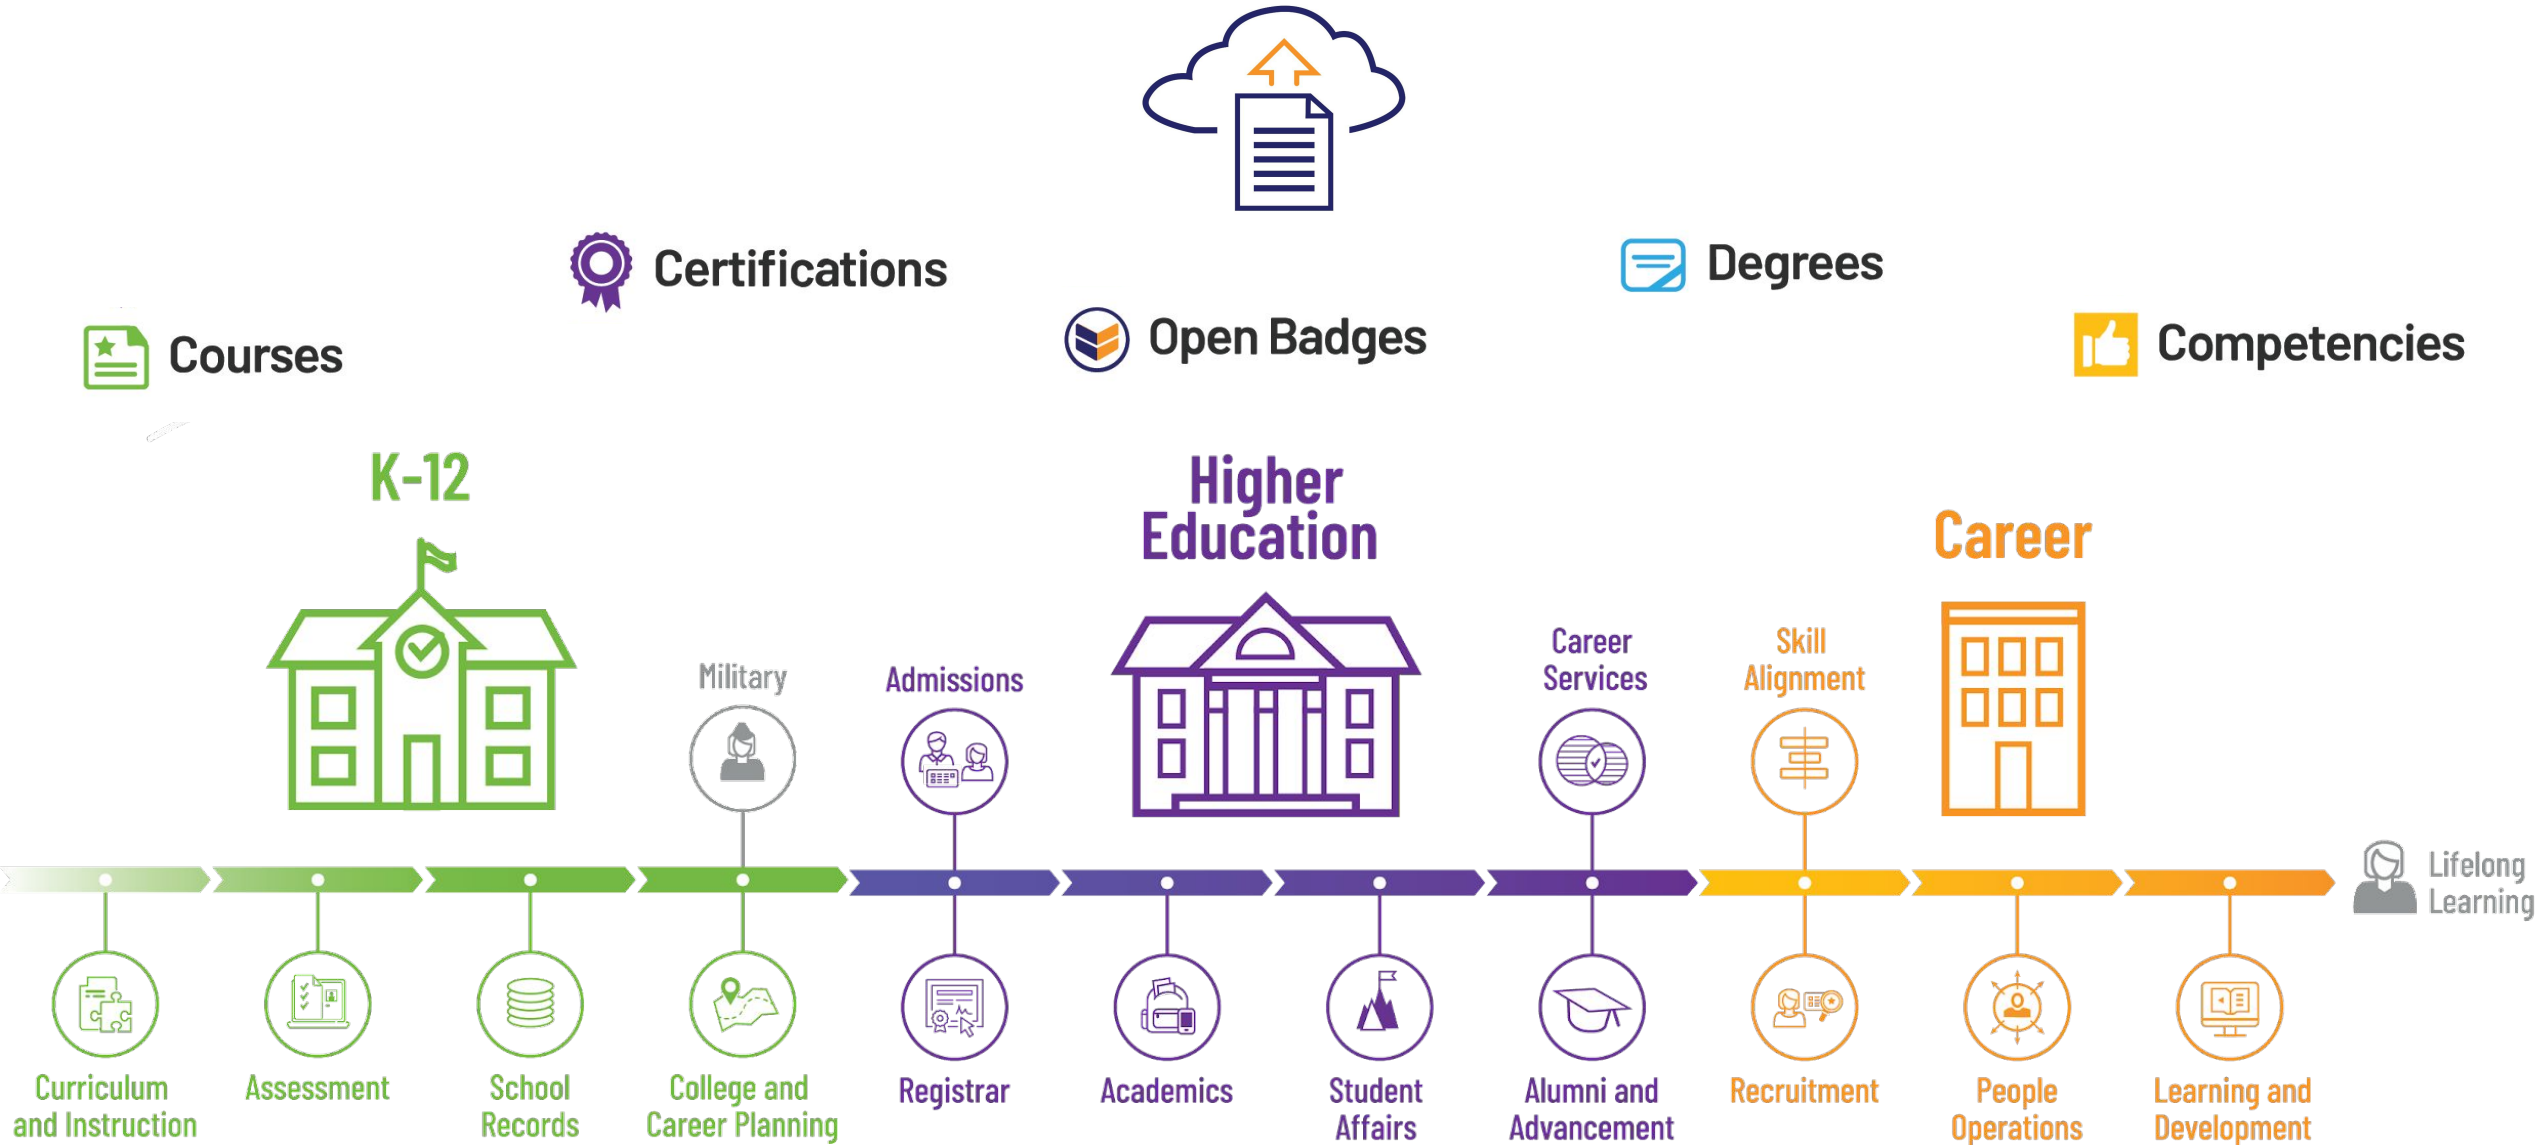 Certifications
Degrees
Courses
Open Badges
Competencies
K-12
Higher
Education
Career
Military
Admissions
Career
Services
Skill
Alignment
Lifelong
Learning
Curriculum
and Instruction
Assessment
School
Records
College and
Career Planning
Registrar
Academics
Student
Affairs
Alumni and
Advancement
Recruitment
People
Operations
Learning and
Development